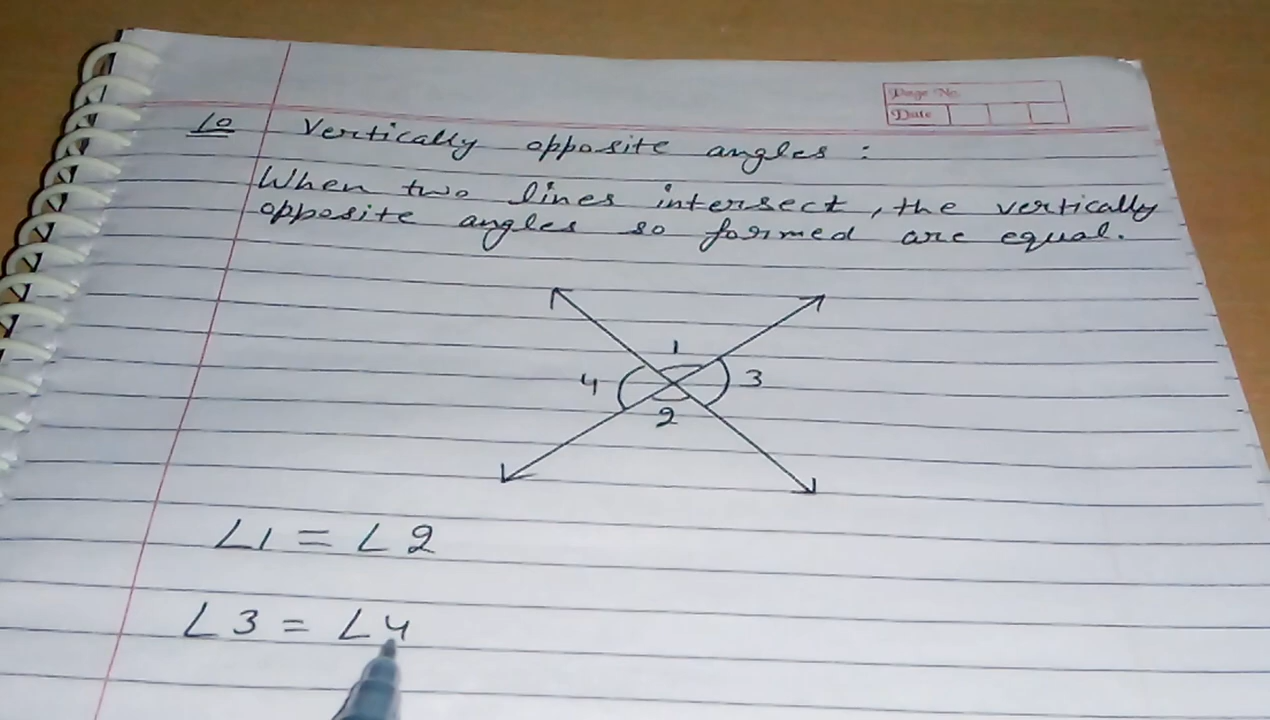 Page No.
Date
10 Vertically opposite angles :
When two lines intersect, the vertically
opposite angles so formed are equal.
1
4 3
2
∠1 = ∠2
∠3 = ∠4